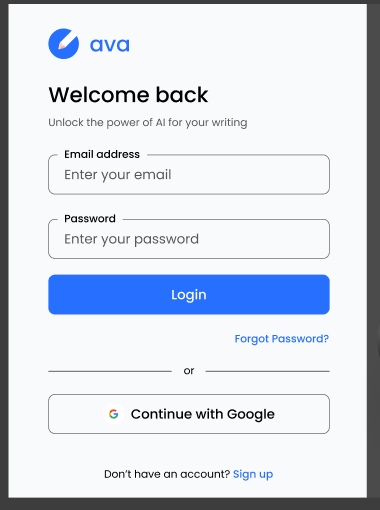 ava
Welcome back
Unlock the power of AI for your writing
Email address
Enter your email
Password
Enter your password
Login
Forgot Password?
or
Continue with Google
Don’t have an account? Sign up